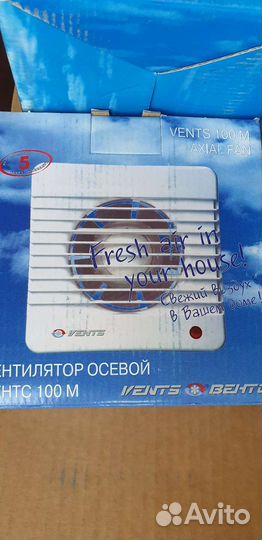 VENTS 100 M
AXIAL FAN
5
Fresh air in
your house!
Свежий воздух
в Вашем доме!
VENTS
ЕНТИЛЯТОР ОСЕВОЙ
ЕНТС 100 М
VENTS ВЕНТС
Avito